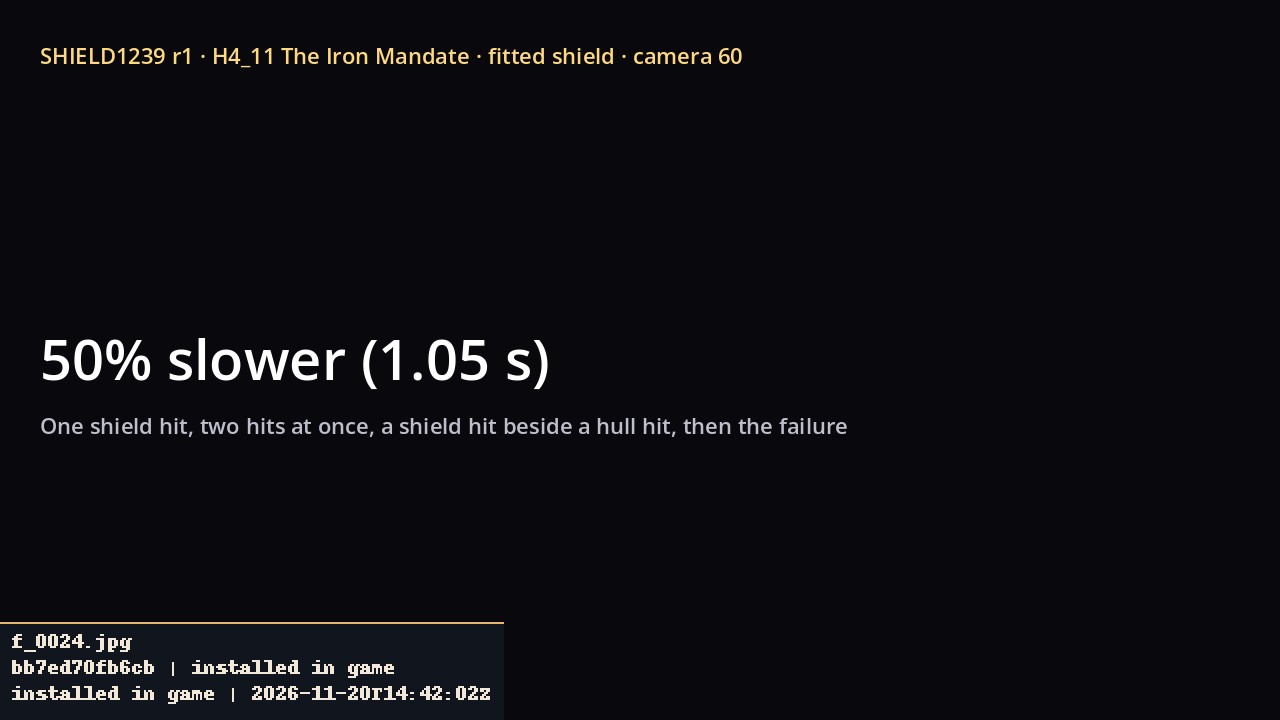 SHIELD1239 r1 · H4_11 The Iron Mandate · fitted shield · camera 60
50% slower (1.05 s)
One shield hit, two hits at once, a shield hit beside a hull hit, then the failure
f_0024.jpg
bb7ed70fb6cb | installed in game
installed in game | 2026-11-20T14:42:02Z